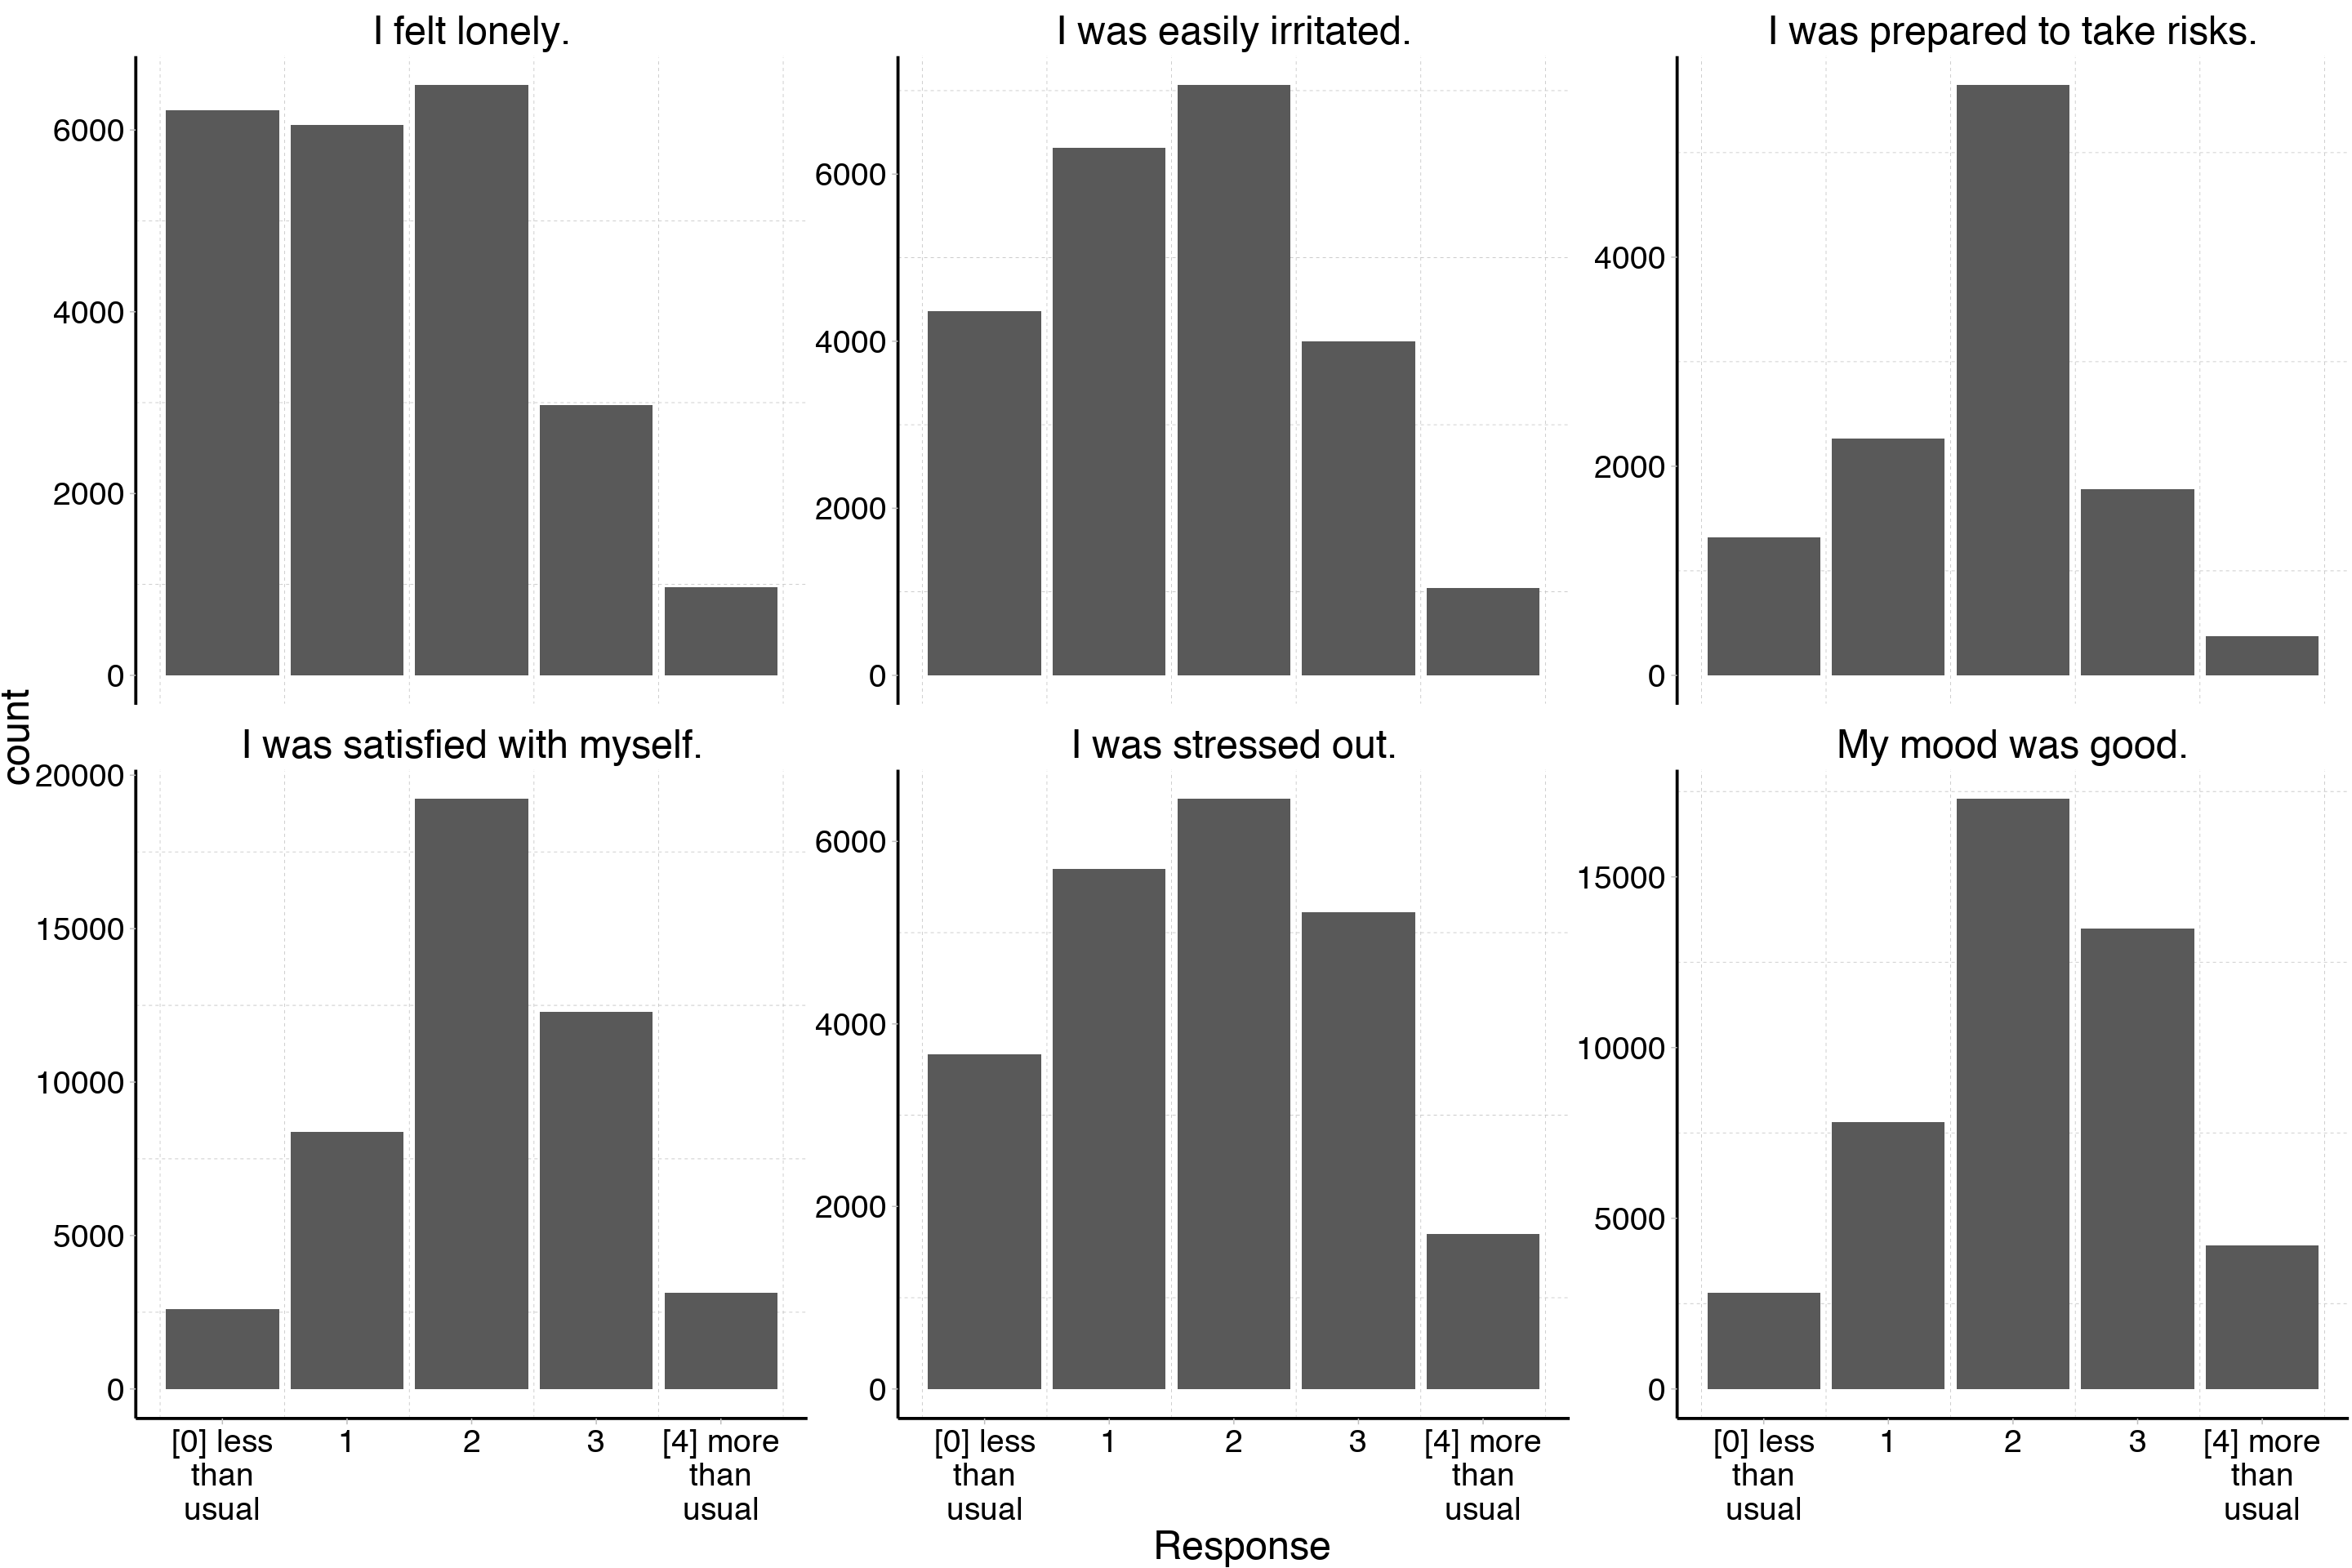 I felt lonely.
I was easily irritated.
I was prepared to take risks.
6000
4000
2000
0
6000
4000
2000
0
4000
2000
0
count
I was satisfied with myself.
I was stressed out.
My mood was good.
20000
15000
10000
5000
0
6000
4000
2000
0
15000
10000
5000
0
[0] less
than
usual
1
2
3
[4] more
than
usual
[0] less
than
usual
1
2
3
[4] more
than
usual
[0] less
than
usual
1
2
3
[4] more
than
usual
Response